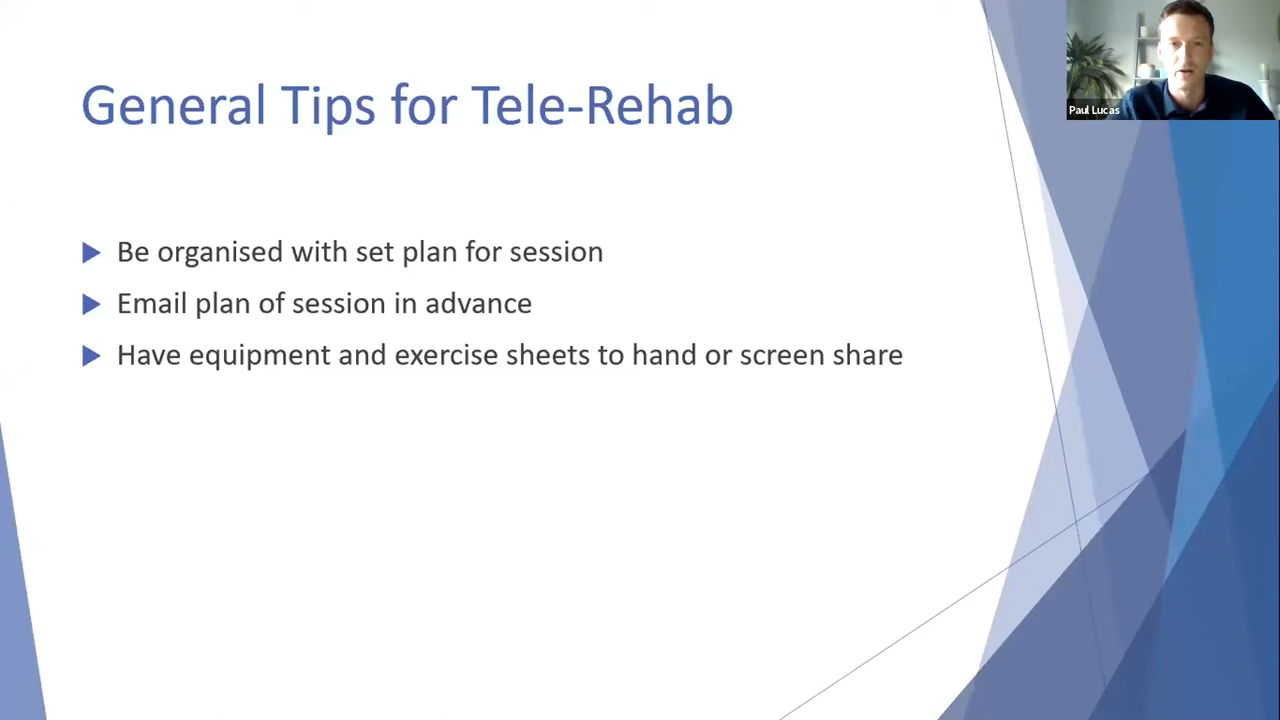 General Tips for Tele-Rehab
Be organised with set plan for session
Email plan of session in advance
Have equipment and exercise sheets to hand or screen share
Paul Lucas